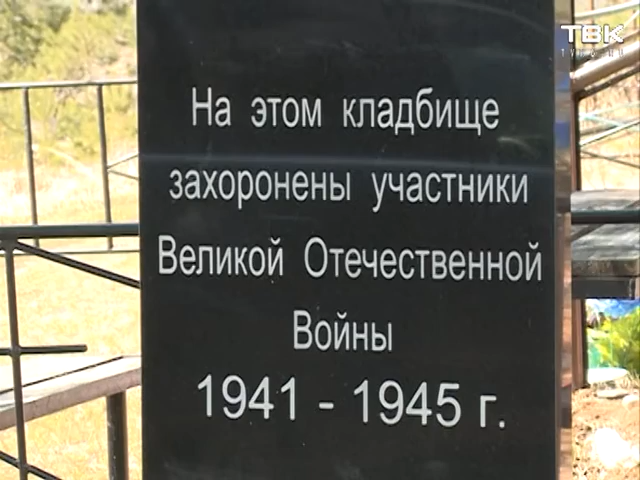 ТВК
На этом кладбище
захоронены участники
Великой Отечественной
Войны
1941 - 1945 г.